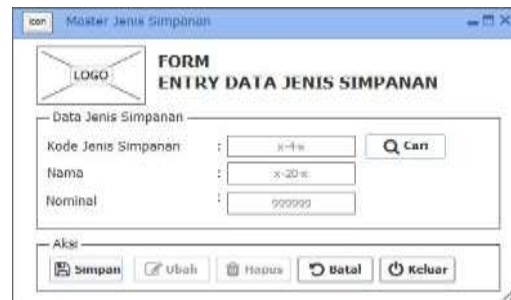 icon Master Jenis Simpanan
LOGO
FORM
ENTRY DATA JENIS SIMPANAN
Data Jenis Simpanan
Kode Jenis Simpanan : x-4-x Cari
Nama : x-20-x
Nominal : 999999
Aksi
Simpan Ubah Hapus Batal Keluar